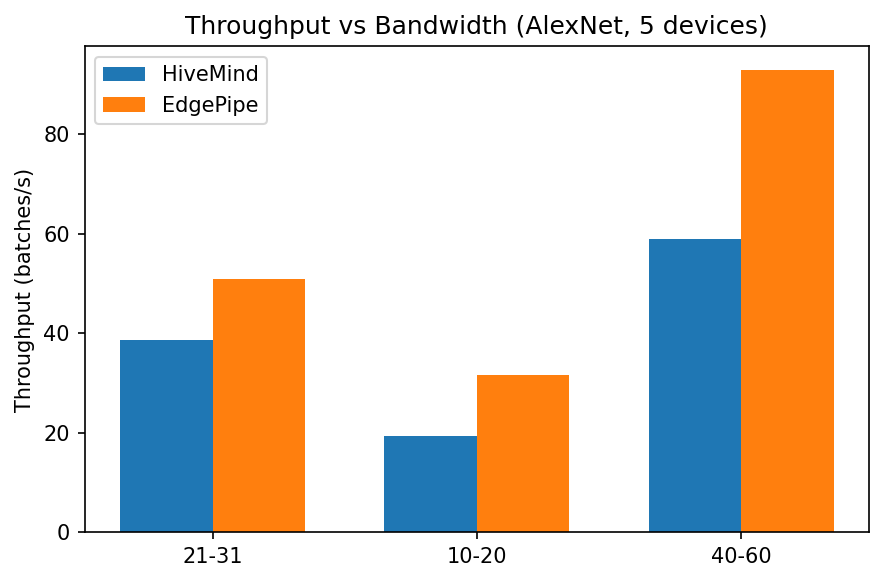 Throughput vs Bandwidth (AlexNet, 5 devices)
HiveMind
EdgePipe
Throughput (batches/s)
80
60
40
20
0
21-31
10-20
40-60